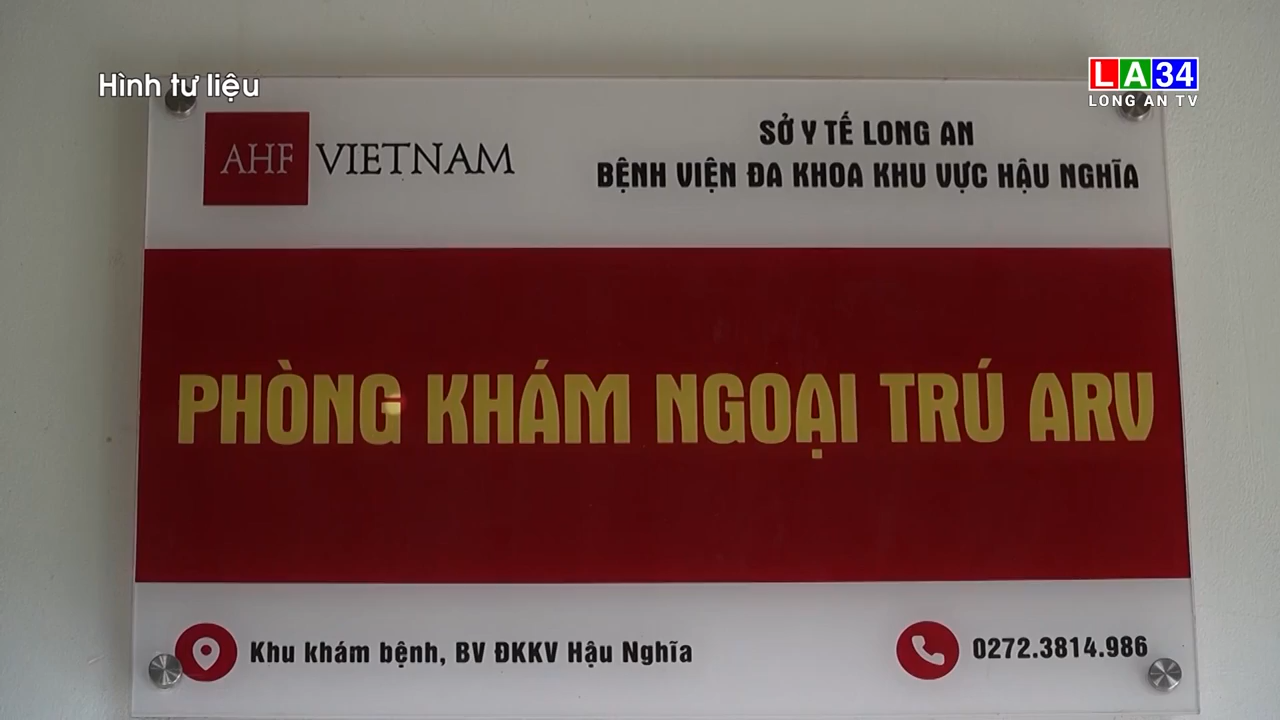 Hình tư liệu
LA34
LONG AN TV
AHF VIETNAM
SỞ Y TẾ LONG AN
BỆNH VIỆN ĐA KHOA KHU VỰC HẬU NGHĨA
PHÒNG KHÁM NGOẠI TRÚ ARV
Khu khám bệnh, BV ĐKKV Hậu Nghĩa
0272.3814.986